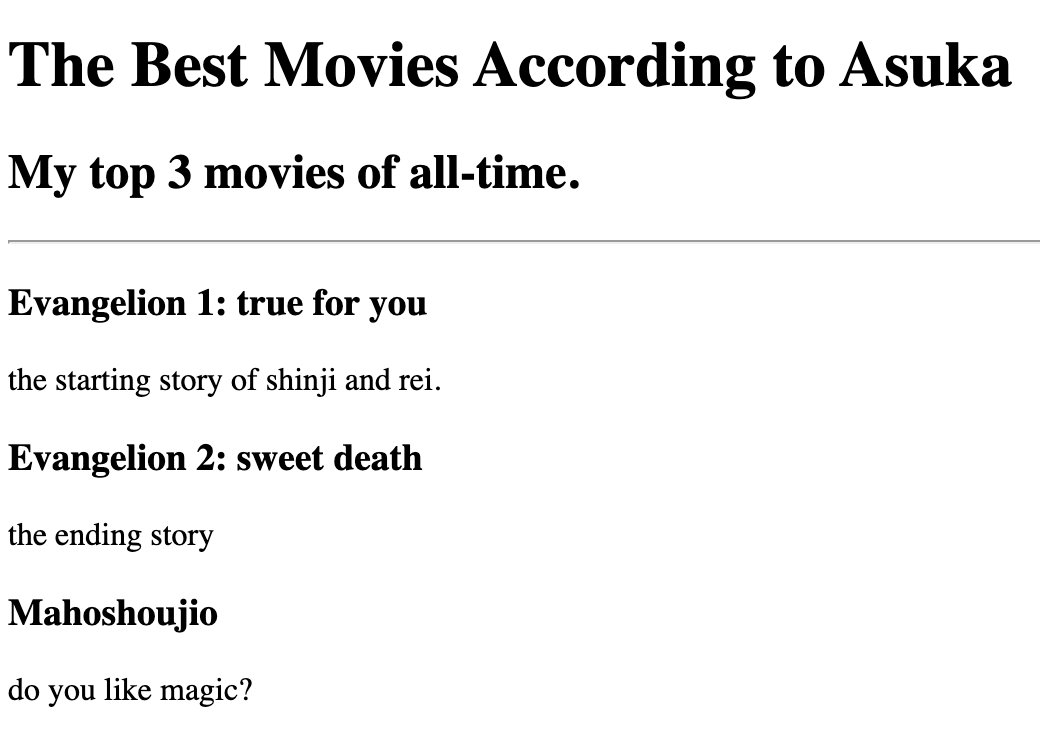 The Best Movies According to Asuka
My top 3 movies of all-time.
Evangelion 1: true for you
the starting story of shinji and rei.
Evangelion 2: sweet death
the ending story
Mahoshoujio
do you like magic?